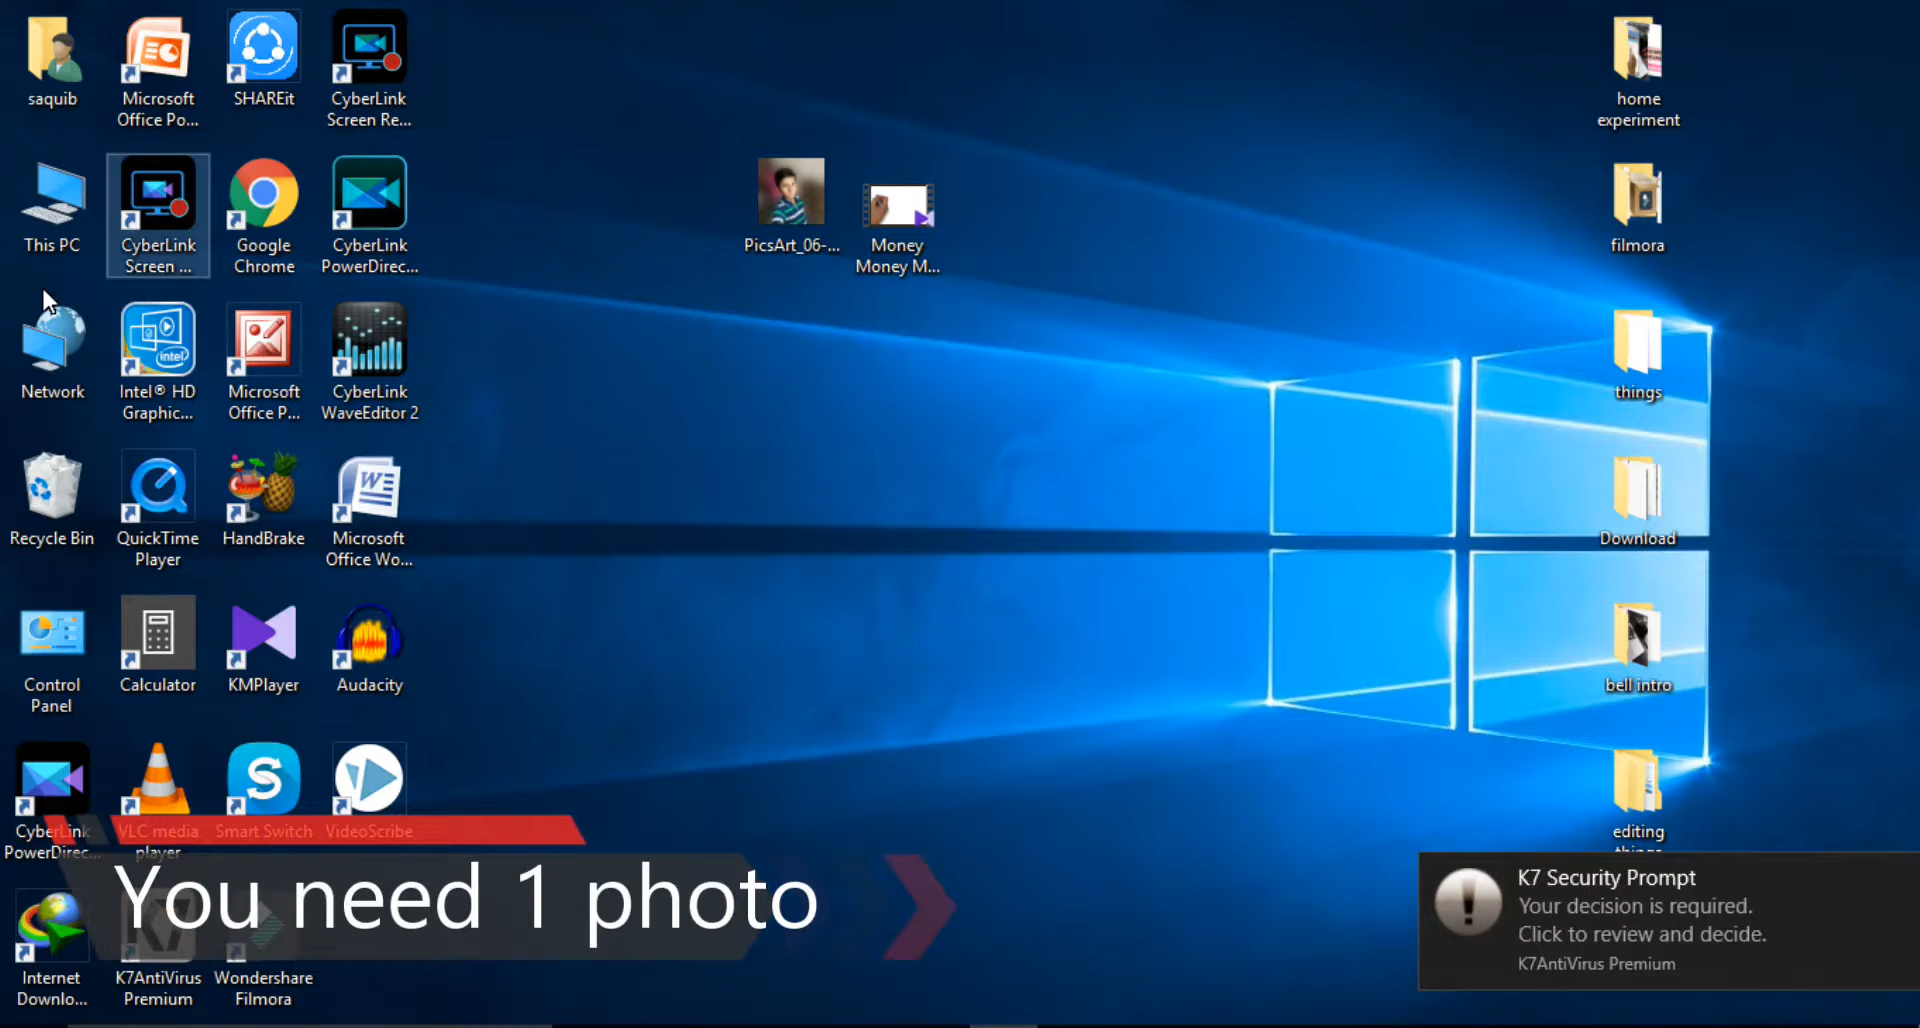 saquib
Microsoft
Office Po...
SHAREit
CyberLink
Screen Re...
home
experiment
This PC
CyberLink
Screen ...
Google
Chrome
CyberLink
PowerDirec...
PicsArt_06-...
Money
Money M...
filmora
Network
Intel® HD
Graphic...
intel
Microsoft
Office P...
CyberLink
WaveEditor 2
things
Recycle Bin
QuickTime
Player
HandBrake
Microsoft
Office Wo...
Download
Control
Panel
Calculator
KMPlayer
Audacity
bell intro
CyberLink
PowerDirec...
VLC media
player
Smart Switch
VideoScribe
editing
things
You need 1 photo
Internet
Downlo...
K7AntiVirus
Premium
Wondershare
Filmora
K7 Security Prompt
Your decision is required.
Click to review and decide.
K7AntiVirus Premium